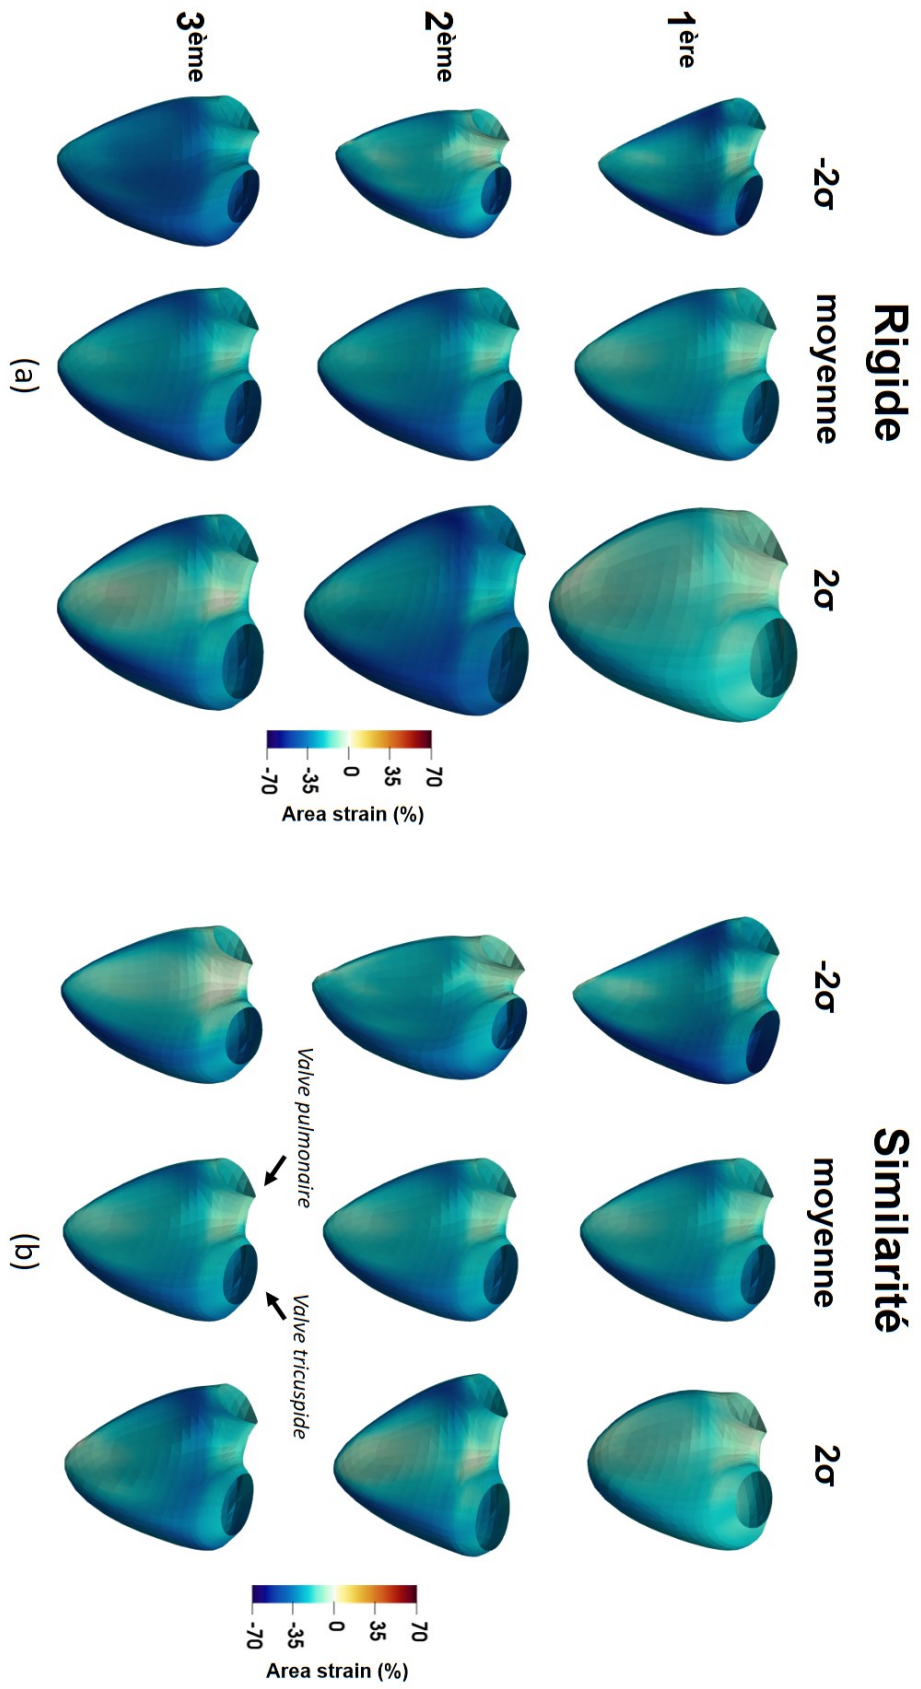 Rigide
-2σ
moyenne
2σ
1ère
2ème
3ème
70
35
0
-35
-70
Area strain (%)
(a)
Similarité
-2σ
moyenne
2σ
Valve pulmonaire
Valve tricuspide
70
35
0
-35
-70
Area strain (%)
(b)